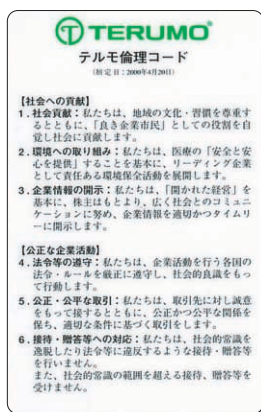 TERUMO®
テルモ倫理コード
(制定日:2000年4月20日)
【社会への貢献】
1. 社会貢献:私たちは、地域の文化・習慣を尊重す
るとともに、「良き企業市民」としての役割を自
覚し社会に貢献します。
2. 環境への取り組み:私たちは、医療の「安全と安
心を提供」することを基本に、リーディング企業
として責任ある環境保全活動を展開します。
3. 企業情報の開示:私たちは、「開かれた経営」を
基本に、株主はもとより、広く社会とのコミュニ
ケーションに努め、企業情報を適切かつタイムリ
ーに開示します。
【公正な企業活動】
4. 法令等の遵守:私たちは、企業活動を行う各国の
法令・ルールを厳正に遵守し、社会的良識をもっ
て行動します。
5. 公正・公平な取引:私たちは、取引先に対し誠意
をもって接するとともに、公正かつ公平な関係を
保ち、適切な条件に基づく取引をします。
6. 接待・贈答等への対応:私たちは、社会的常識を
逸脱したり法令等に違反するような接待・贈答等
を行いません。
また、社会的常識の範囲を超える接待、贈答等を
受けません。